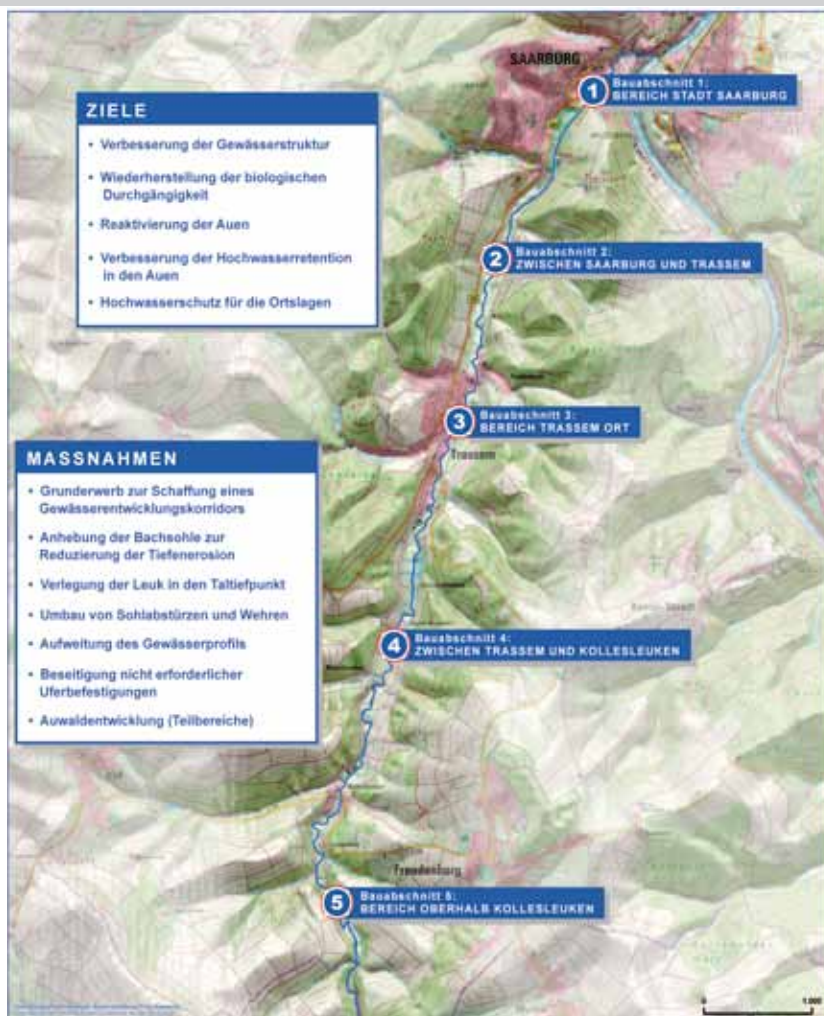 SAARBURG
1
Bauabschnitt 1:
BEREICH STADT SAARBURG
ZIELE
• Verbesserung der Gewässerstruktur
• Wiederherstellung der biologischen
Durchgängigkeit
• Reaktivierung der Auen
• Verbesserung der Hochwasserretention
in den Auen
• Hochwasserschutz für die Ortslagen
2
Bauabschnitt 2:
ZWISCHEN SAARBURG UND TRASSEM
3
Bauabschnitt 3:
BEREICH TRASSEM ORT
Trassem
MASSNAHMEN
• Grunderwerb zur Schaffung eines
Gewässerentwicklungskorridors
• Anhebung der Bachsohle zur
Reduzierung der Tiefenerosion
• Verlegung der Leuk in den Taltiefpunkt
• Umbau von Sohlabstürzen und Wehren
• Aufweitung des Gewässerprofils
• Beseitigung nicht erforderlicher
Uferbefestigungen
• Auwaldentwicklung (Teilbereiche)
4
Bauabschnitt 4:
ZWISCHEN TRASSEM UND KOLLESLEUKEN
Freudenburg
5
Bauabschnitt 5:
BEREICH OBERHALB KOLLESLEUKEN
0 1.000